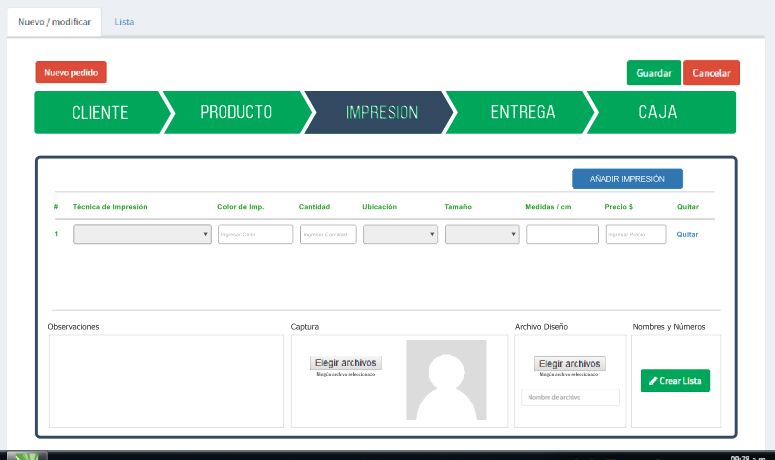 Nuevo / modificar Lista
Nuevo pedido Guardar Cancelar
CLIENTE PRODUCTO IMPRESION ENTREGA CAJA
AÑADIR IMPRESIÓN
# Técnica de Impresión Color de Imp. Cantidad Ubicación Tamaño Medidas / cm Precio $ Quitar
1 Ingresar Color Ingresar Cantidad Ingresar Precio Quitar
Observaciones Captura Archivo Diseño Nombres y Números
Elegir archivos Elegir archivos
Ningún archivo seleccionado Ningún archivo seleccionado
Crear Lista
Nombre de archivo